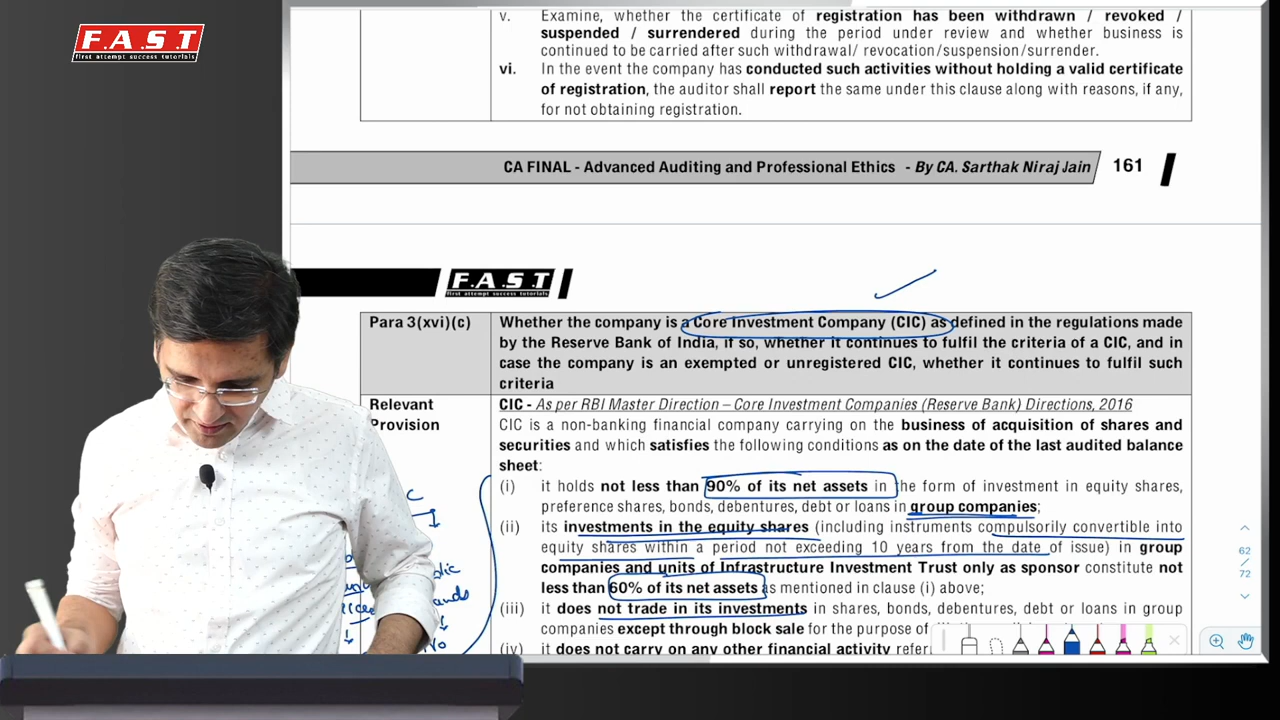 F.A.S.T
first attempt success tutorials
v. Examine, whether the certificate of registration has been withdrawn / revoked /
suspended / surrendered during the period under review and whether business is
continued to be carried after such withdrawal/ revocation/suspension/surrender.
vi. In the event the company has conducted such activities without holding a valid certificate
of registration, the auditor shall report the same under this clause along with reasons, if any,
for not obtaining registration.
CA FINAL - Advanced Auditing and Professional Ethics - By CA. Sarthak Niraj Jain 161
F.A.S.T
first attempt success tutorials
Para 3(xvi)(c) Whether the company is a Core Investment Company (CIC) as defined in the regulations made
by the Reserve Bank of India, if so, whether it continues to fulfil the criteria of a CIC, and in
case the company is an exempted or unregistered CIC, whether it continues to fulfil such
criteria
Relevant CIC - As per RBI Master Direction – Core Investment Companies (Reserve Bank) Directions, 2016
Provision CIC is a non-banking financial company carrying on the business of acquisition of shares and
securities and which satisfies the following conditions as on the date of the last audited balance
sheet:
(i) it holds not less than 90% of its net assets in the form of investment in equity shares,
preference shares, bonds, debentures, debt or loans in group companies;
(ii) its investments in the equity shares (including instruments compulsorily convertible into
equity shares within a period not exceeding 10 years from the date of issue) in group
companies and units of Infrastructure Investment Trust only as sponsor constitute not
less than 60% of its net assets as mentioned in clause (i) above;
(iii) it does not trade in its investments in shares, bonds, debentures, debt or loans in group
companies except through block sale for the purpose of
(iv) it does not carry on any other financial activity
No
62
/
72